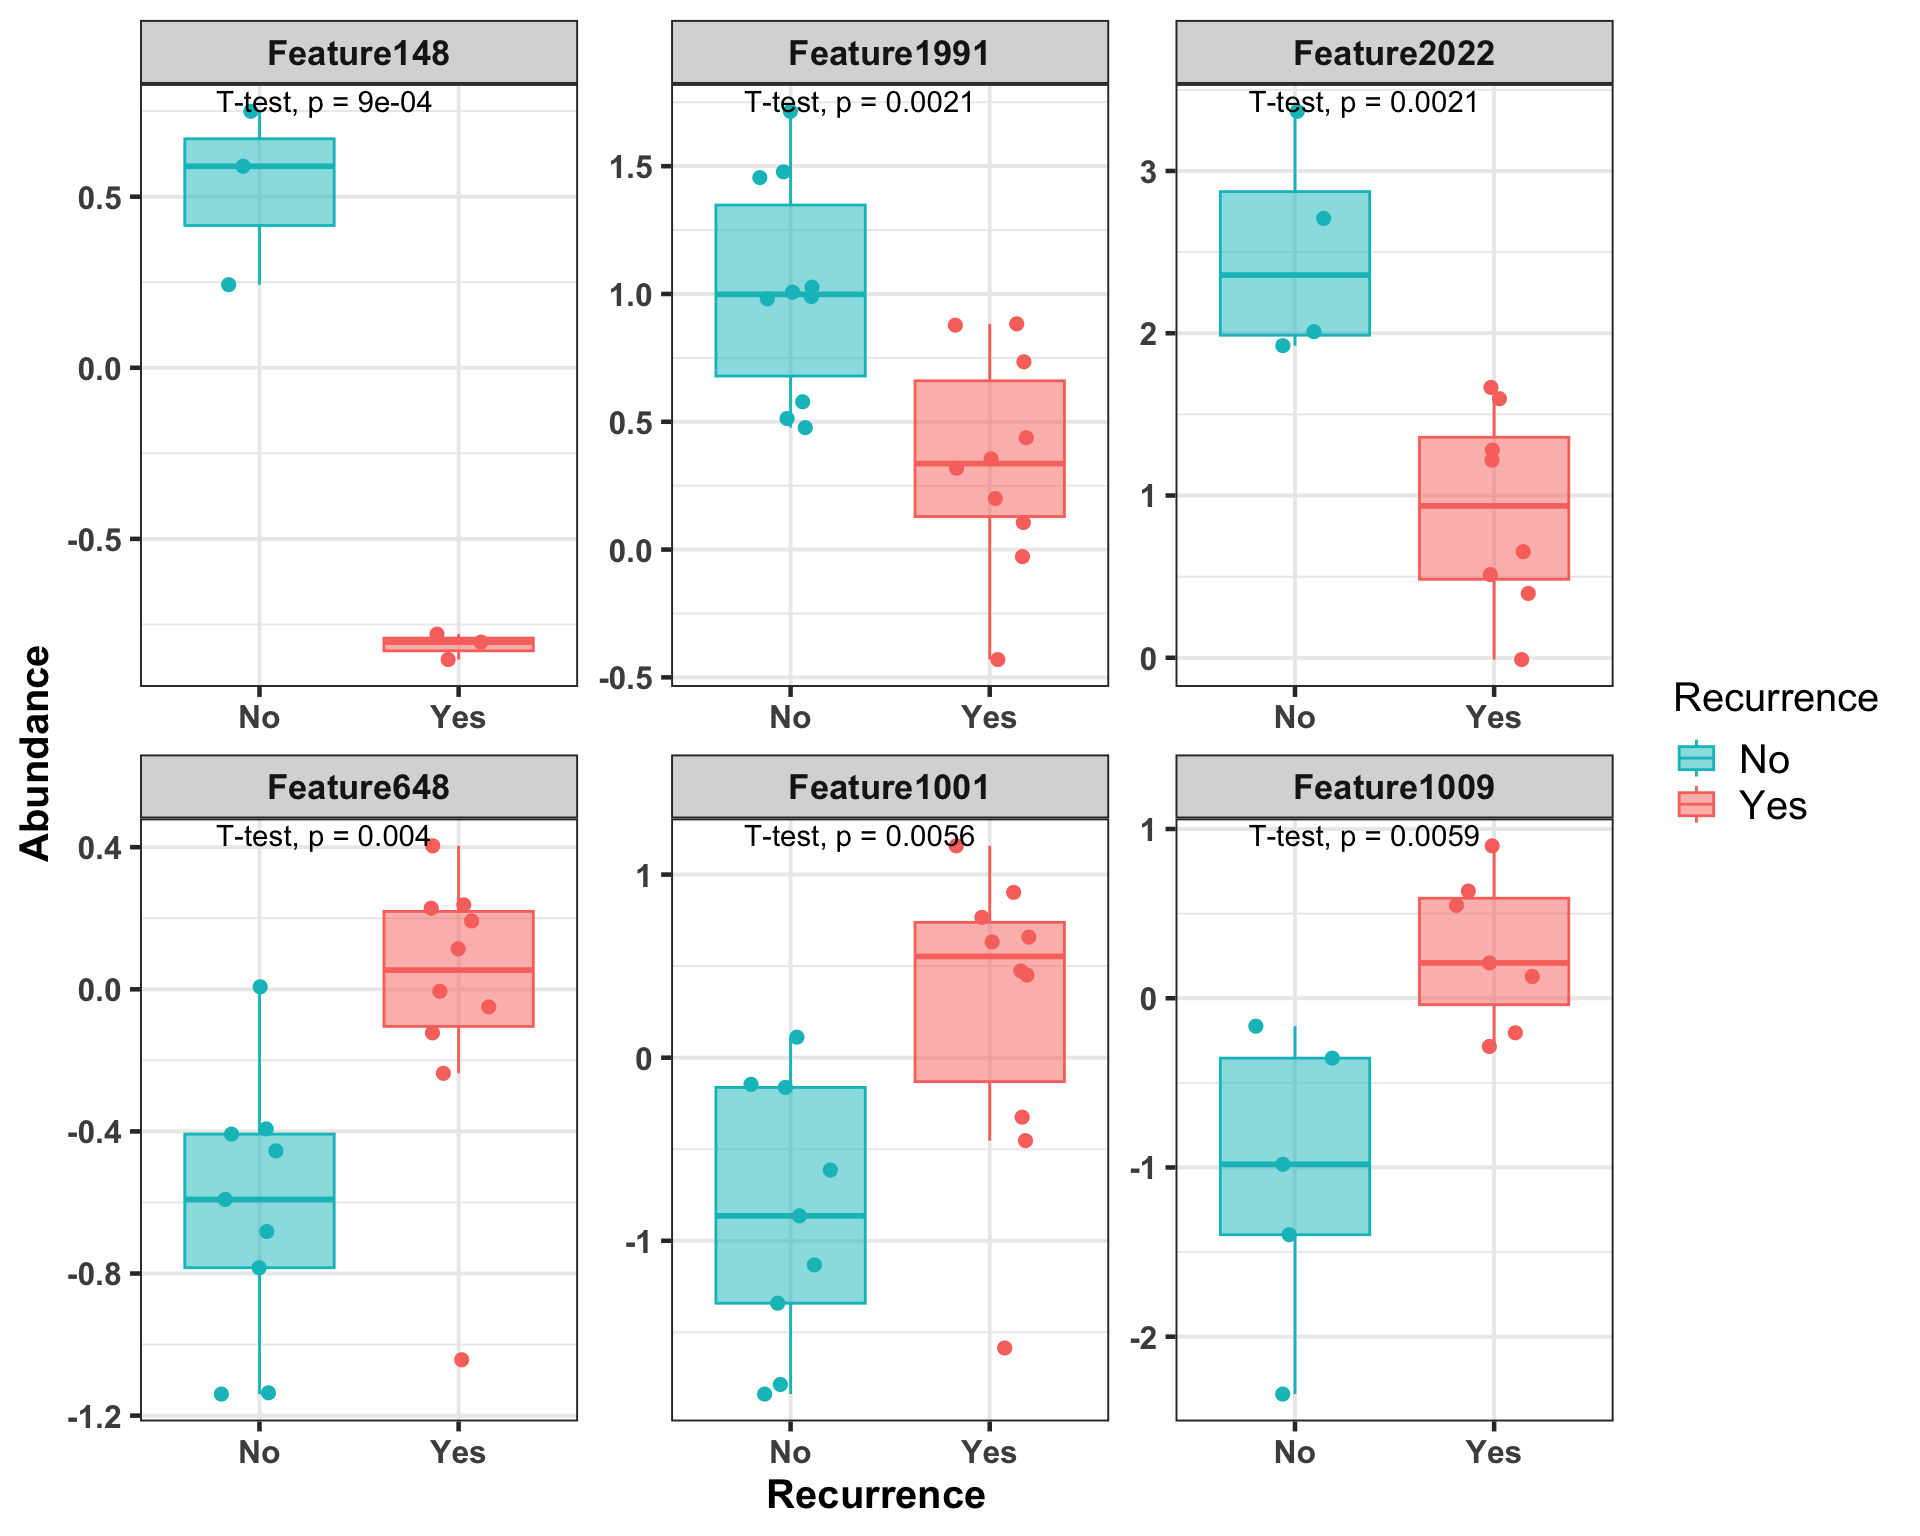 Feature148
Feature1991
Feature2022
T-test, p = 9e-04
T-test, p = 0.0021
T-test, p = 0.0021
0.5
0.0
-0.5
1.5
1.0
0.5
0.0
-0.5
3
2
1
0
No
Yes
No
Yes
No
Yes
Abundance
Feature648
Feature1001
Feature1009
T-test, p = 0.004
T-test, p = 0.0056
T-test, p = 0.0059
0.4
0.0
-0.4
-0.8
-1.2
1
0
-1
1
0
-1
-2
No
Yes
No
Yes
No
Yes
Recurrence
Recurrence
No
Yes